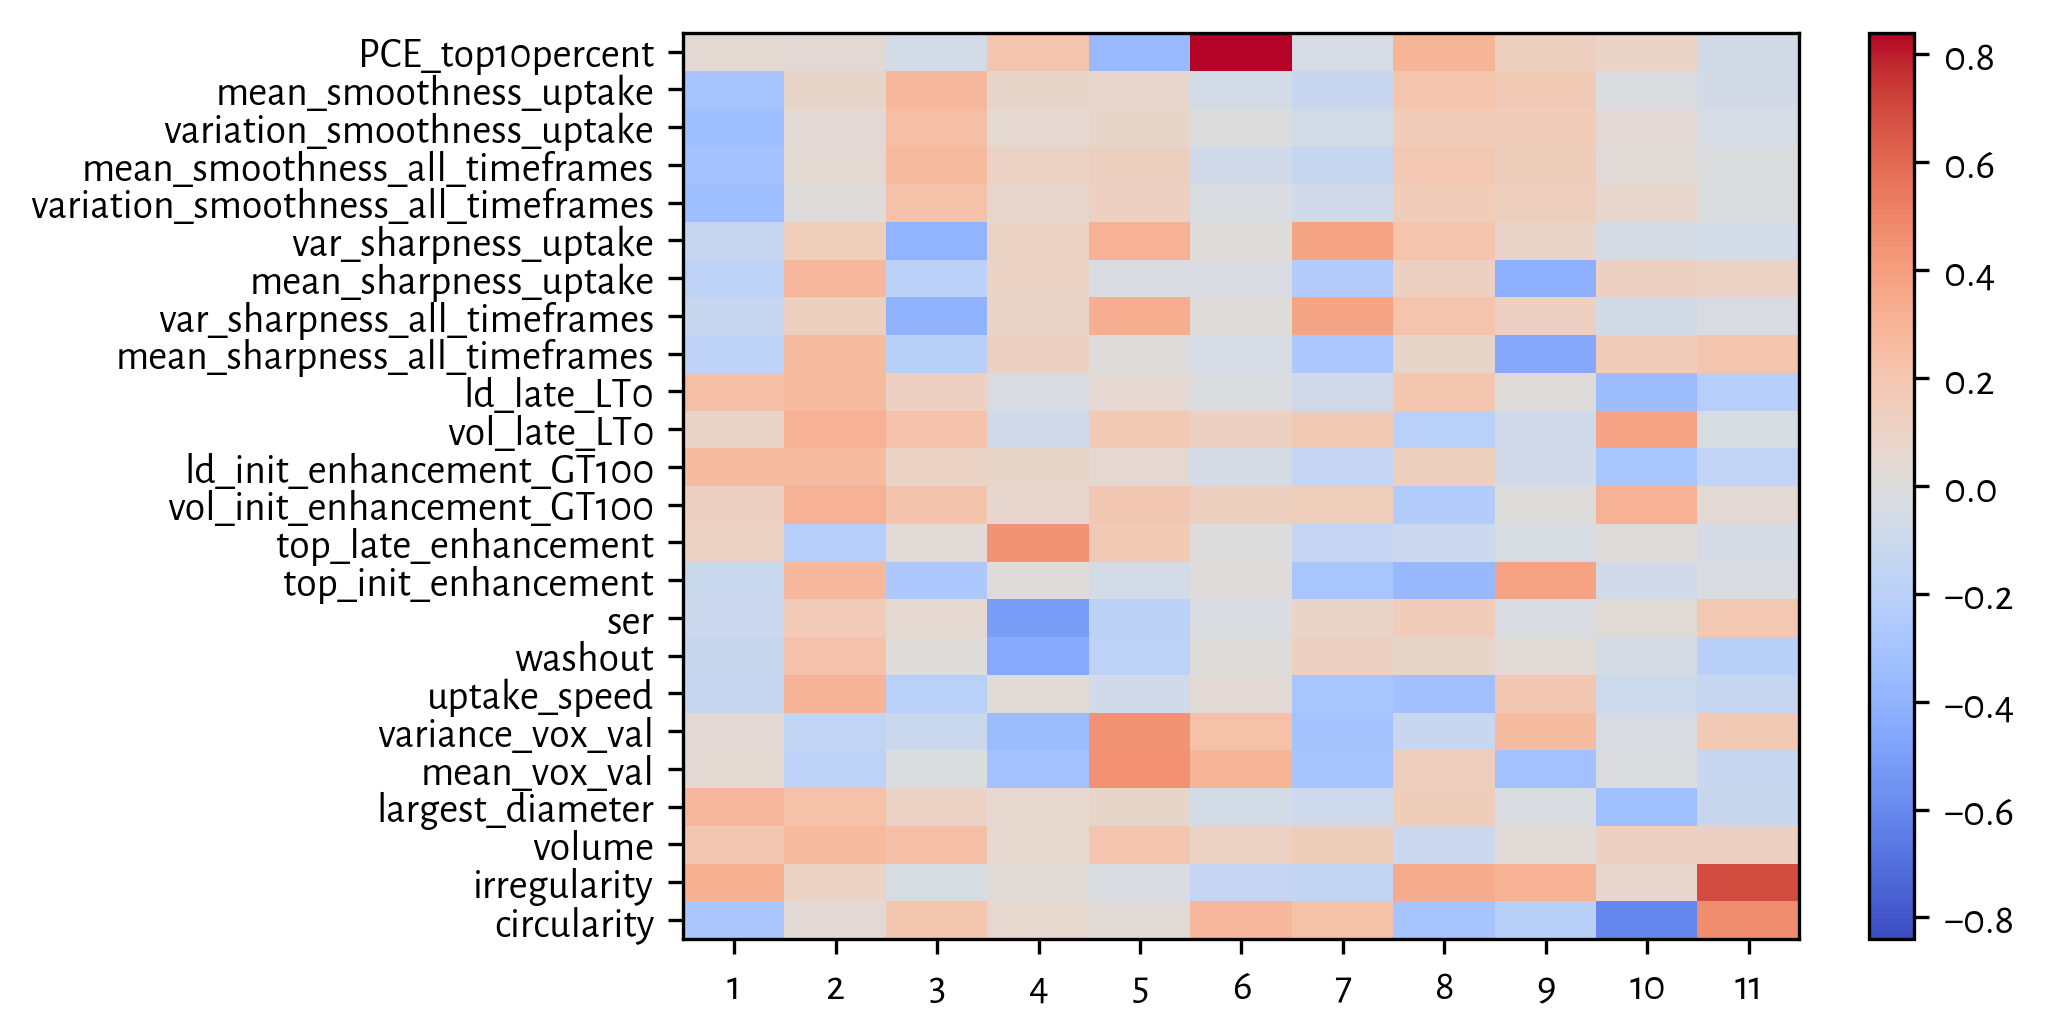 PCE_top10percent
mean_smoothness_uptake
variation_smoothness_uptake
mean_smoothness_all_timeframes
variation_smoothness_all_timeframes
var_sharpness_uptake
mean_sharpness_uptake
var_sharpness_all_timeframes
mean_sharpness_all_timeframes
ld_late_LT0
vol_late_LT0
ld_init_enhancement_GT100
vol_init_enhancement_GT100
top_late_enhancement
top_init_enhancement
ser
washout
uptake_speed
variance_vox_val
mean_vox_val
largest_diameter
volume
irregularity
circularity
1 2 3 4 5 6 7 8 9 10 11
0.8
0.6
0.4
0.2
0.0
−0.2
−0.4
−0.6
−0.8